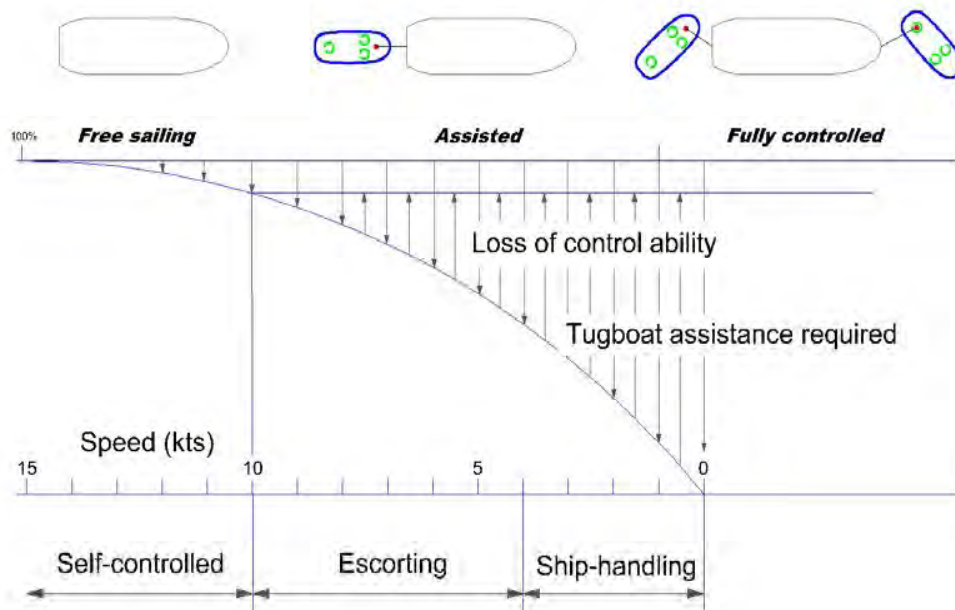 Free sailing
Assisted
Fully controlled
100%
Loss of control ability
Tugboat assistance required
Speed (kts)
15
10
5
0
Self-controlled
Escorting
Ship-handling